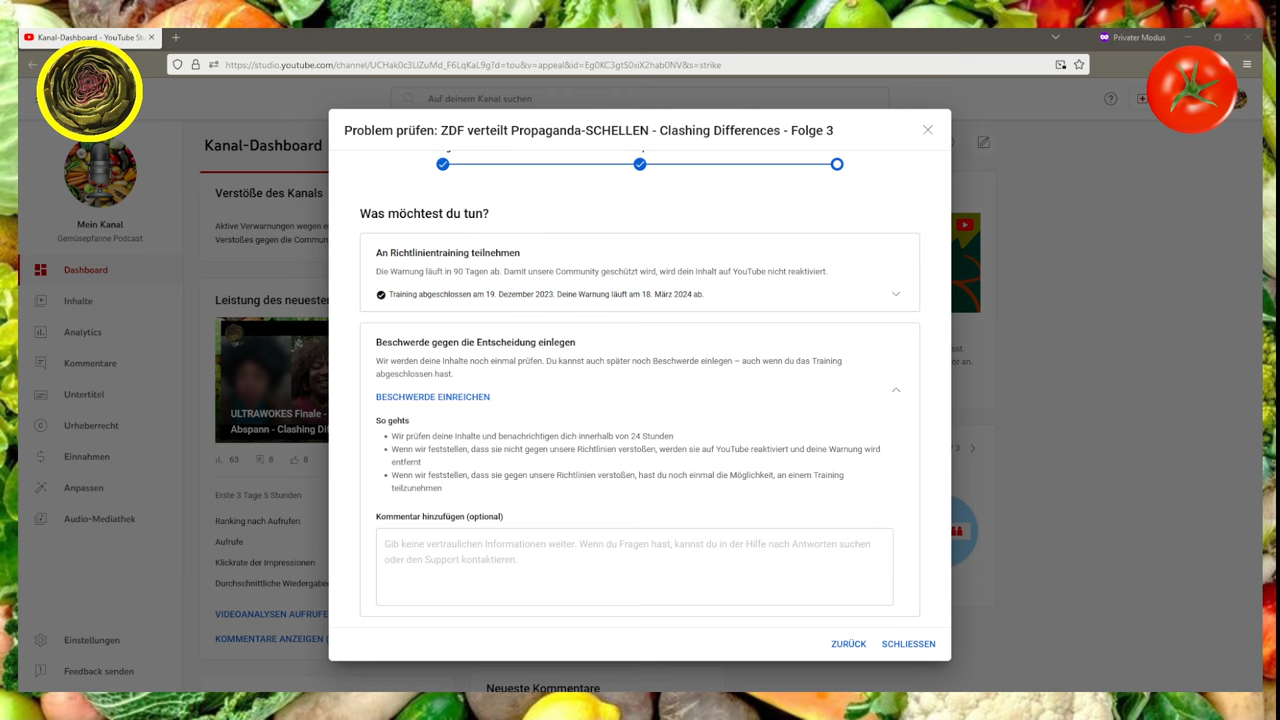 Kanal-Dashboard - YouTube St
Privater Modus
https://studio.youtube.com/channel/UCHak0c3LIZuMd_F6LqKaL9g?d=tou&v=appeal&id=Eg0KC3gtS0xiX2hab0NV&s=strike
Auf deinem Kanal suchen
Problem prüfen: ZDF verteilt Propaganda-SCHELLEN - Clashing Differences - Folge 3
Kanal-Dashboard
Was möchtest du tun?
Verstöße des Kanals
Mein Kanal
Gemüsepfanne Podcast
Aktive Verwarnungen wegen
Verstoßes gegen die Commun
An Richtlinientraining teilnehmen
Die Warnung läuft in 90 Tagen ab. Damit unsere Community geschützt wird, wird dein Inhalt auf YouTube nicht reaktiviert.
Training abgeschlossen am 19. Dezember 2023. Deine Warnung läuft am 18. März 2024 ab.
Dashboard
Inhalte
Analytics
Kommentare
Untertitel
Urheberrecht
Einnahmen
Anpassen
Audio-Mediathek
Einstellungen
Feedback senden
Leistung des neuesten
ULTRAWOKES Finale -
Abspann - Clashing Dif
63 8 8
Erste 3 Tage 5 Stunden
Ranking nach Aufrufen
Aufrufe
Klickrate der Impressionen
Durchschnittliche Wiedergabe
VIDEOANALYSEN AUFRUFE
KOMMENTARE ANZEIGEN (
Beschwerde gegen die Entscheidung einlegen
Wir werden deine Inhalte noch einmal prüfen. Du kannst auch später noch Beschwerde einlegen – auch wenn du das Training
abgeschlossen hast.
BESCHWERDE EINREICHEN
So gehts
• Wir prüfen deine Inhalte und benachrichtigen dich innerhalb von 24 Stunden
• Wenn wir feststellen, dass sie nicht gegen unsere Richtlinien verstoßen, werden sie auf YouTube reaktiviert und deine Warnung wird
entfernt
• Wenn wir feststellen, dass sie gegen unsere Richtlinien verstoßen, hast du noch einmal die Möglichkeit, an einem Training
teilzunehmen
Kommentar hinzufügen (optional)
Gib keine vertraulichen Informationen weiter. Wenn du Fragen hast, kannst du in der Hilfe nach Antworten suchen
oder den Support kontaktieren.
ZURÜCK SCHLIESSEN
sst.
or an.
/ 3
Neueste Kommentare